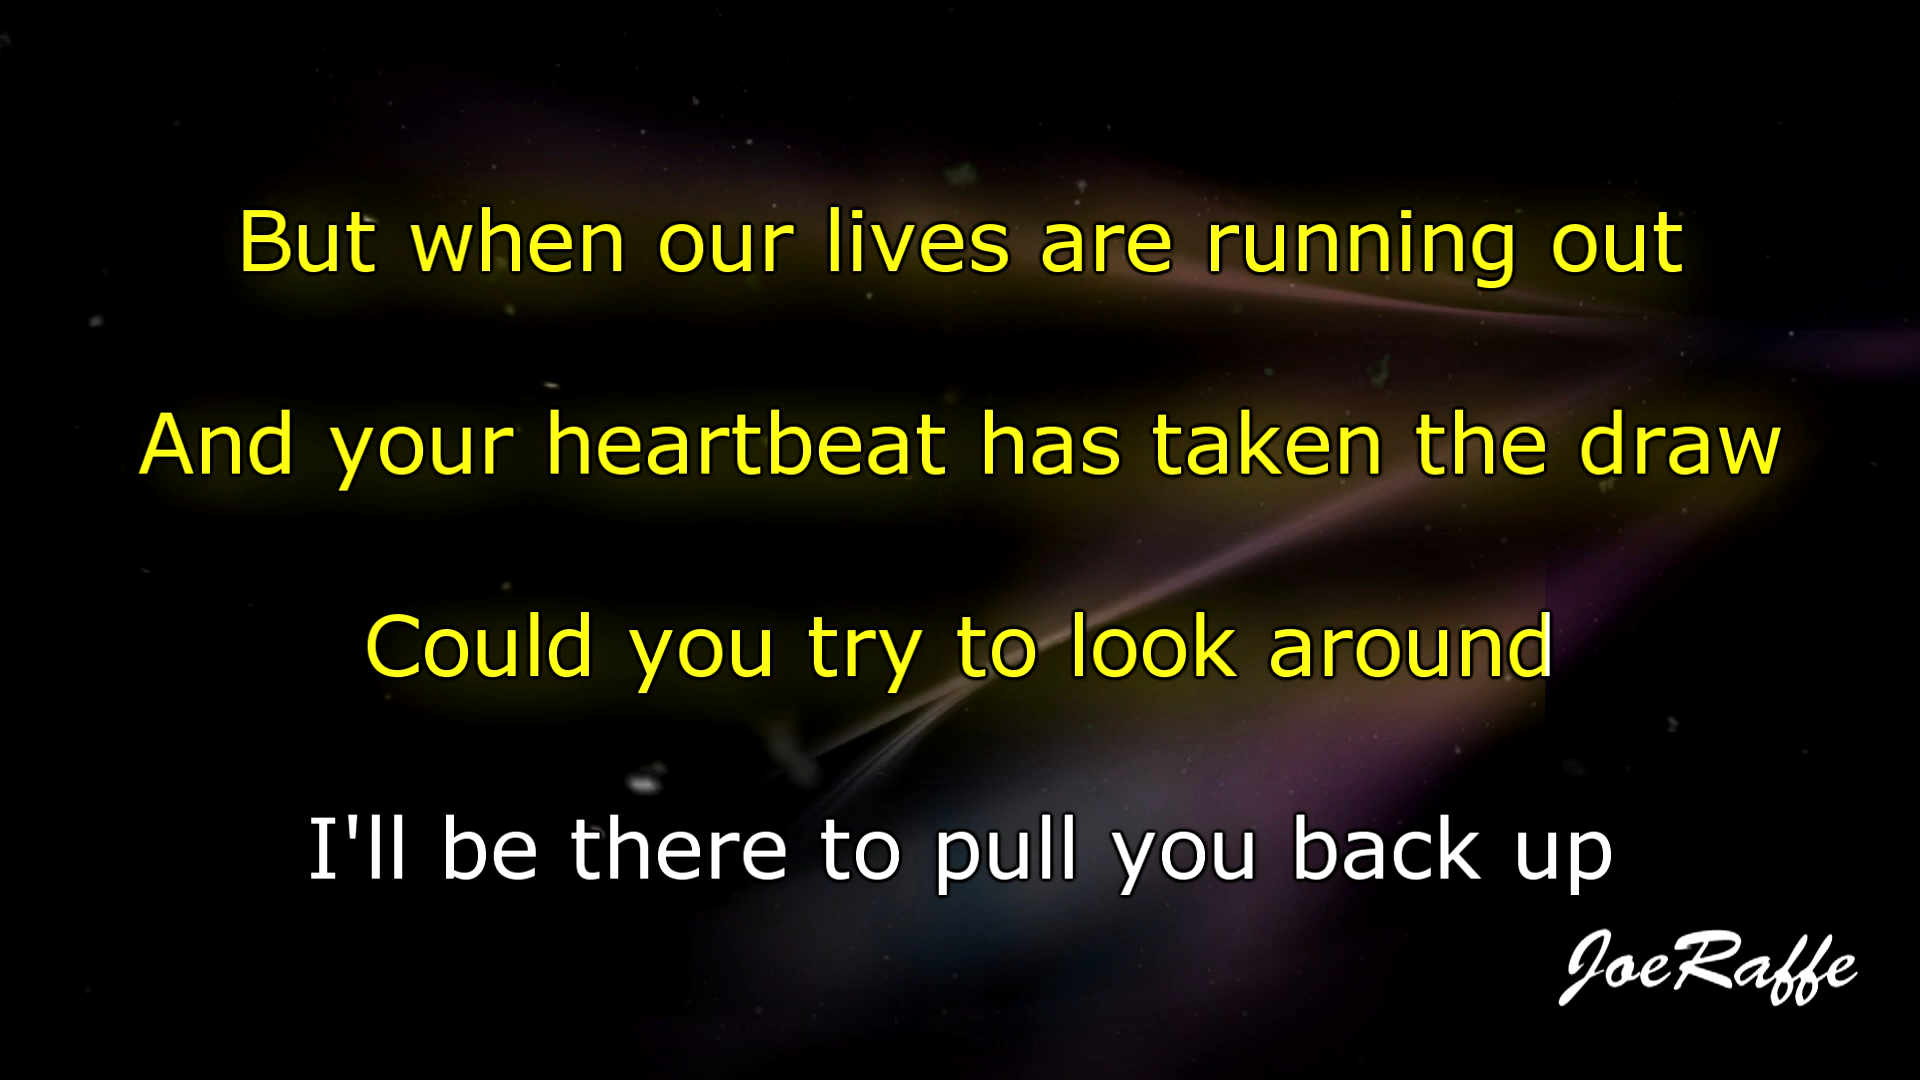 But when our lives are running out
And your heartbeat has taken the draw
Could you try to look around
I'll be there to pull you back up
JoeRaffe